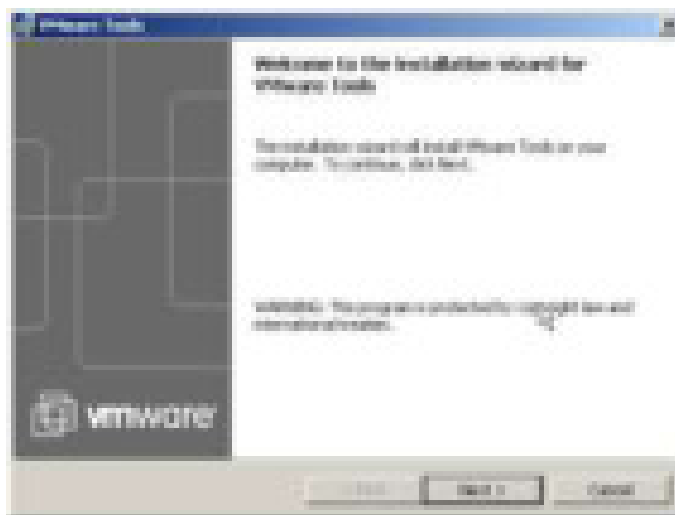 VMware Tools
Welcome to the installation wizard for
VMware Tools
The installation wizard will install VMware Tools on your
computer. To continue, click Next.
WARNING: This program is protected by copyright law and
international treaties.
vmware
< Back
Next >
Cancel